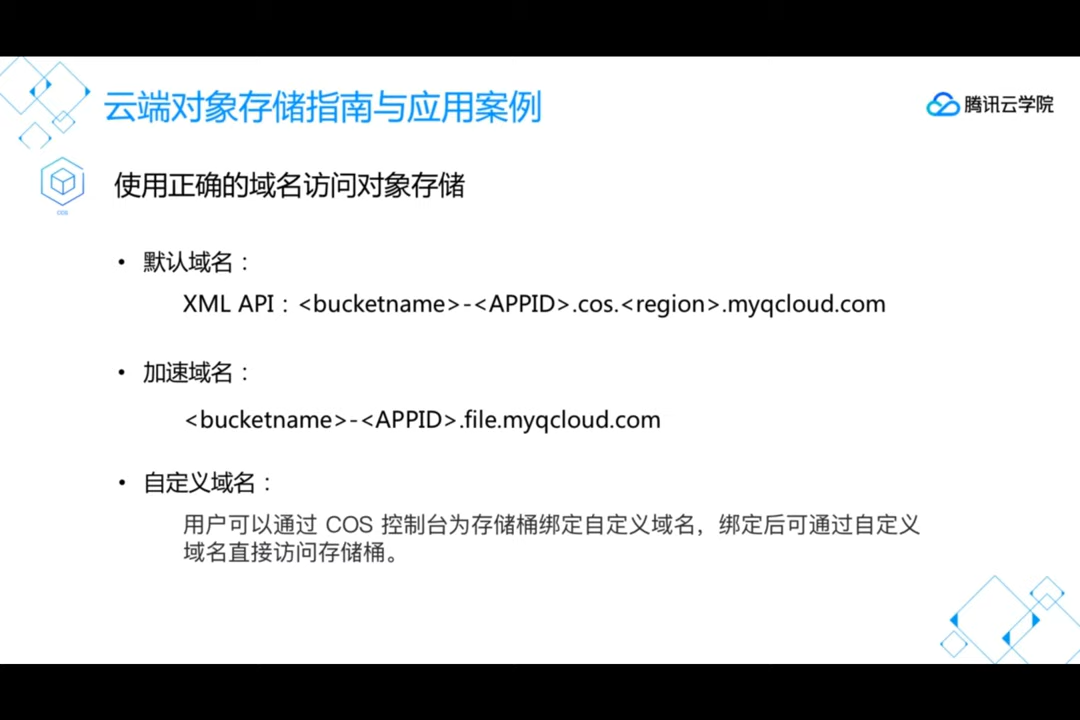 云端对象存储指南与应用案例
腾讯云学院
使用正确的域名访问对象存储
COS
• 默认域名：
XML API：<bucketname>-<APPID>.cos.<region>.myqcloud.com
• 加速域名：
<bucketname>-<APPID>.file.myqcloud.com
• 自定义域名：
用户可以通过 COS 控制台为存储桶绑定自定义域名，绑定后可通过自定义
域名直接访问存储桶。